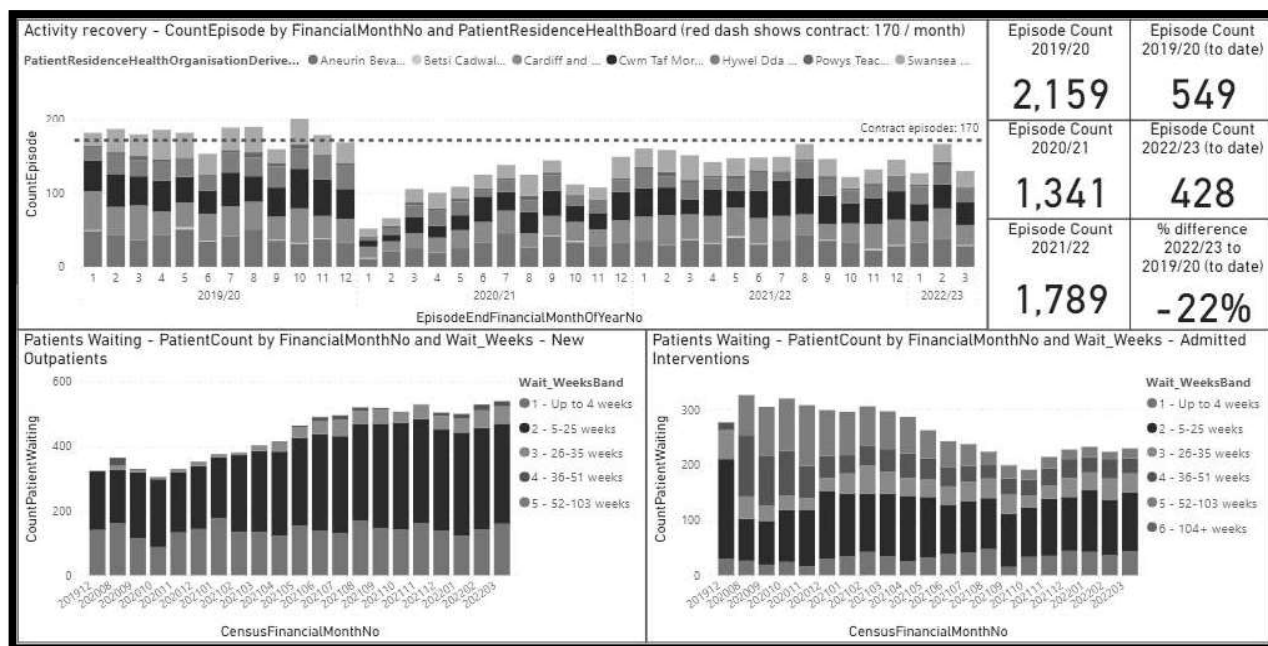 Activity recovery - CountEpisode by FinancialMonthNo and PatientResidenceHealthBoard (red dash shows contract: 170 / month)
PatientResidenceHealthOrganisationDerive... Aneurin Beva... Betsi Cadwal... Cardiff and ... Cwm Taf Mor... Hywel Dda ... Powys Teac... Swansea ...
CountEpisode
200
100
0
Contract episodes: 170
1 2 3 4 5 6 7 8 9 10 11 12 1 2 3 4 5 6 7 8 9 10 11 12 1 2 3 4 5 6 7 8 9 10 11 12 1 2 3
2019/20 2020/21 2021/22 2022/23
EpisodeEndFinancialMonthOfYearNo
Episode Count
2019/20
2,159
Episode Count
2019/20 (to date)
549
Episode Count
2020/21
1,341
Episode Count
2022/23 (to date)
428
Episode Count
2021/22
1,789
% difference
2022/23 to
2019/20 (to date)
-22%
Patients Waiting - PatientCount by FinancialMonthNo and Wait_Weeks - New
Outpatients
CountPatientWaiting
600
400
200
0
201912 202008 202009 202010 202011 202012 202101 202102 202103 202104 202105 202106 202107 202108 202109 202110 202111 202112 202201 202202 202203
CensusFinancialMonthNo
Wait_WeeksBand
1 - Up to 4 weeks
2 - 5-25 weeks
3 - 26-35 weeks
4 - 36-51 weeks
5 - 52-103 weeks
Patients Waiting - PatientCount by FinancialMonthNo and Wait_Weeks - Admitted
Interventions
CountPatientWaiting
300
200
100
0
201912 202008 202009 202010 202011 202012 202101 202102 202103 202104 202105 202106 202107 202108 202109 202110 202111 202112 202201 202202 202203
CensusFinancialMonthNo
Wait_WeeksBand
1 - Up to 4 weeks
2 - 5-25 weeks
3 - 26-35 weeks
4 - 36-51 weeks
5 - 52-103 weeks
6 - 104+ weeks